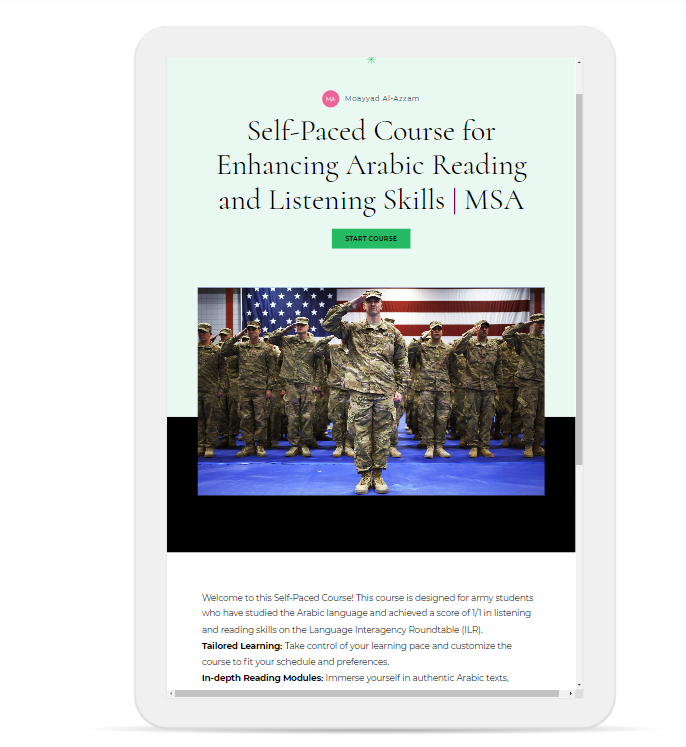 MA Moayyad Al-Azzam
Self-Paced Course for
Enhancing Arabic Reading
and Listening Skills | MSA
START COURSE
Welcome to this Self-Paced Course! This course is designed for army students
who have studied the Arabic language and achieved a score of 1/1 in listening
and reading skills on the Language Interagency Roundtable (ILR).
Tailored Learning: Take control of your learning pace and customize the
course to fit your schedule and preferences.
In-depth Reading Modules: Immerse yourself in authentic Arabic texts,